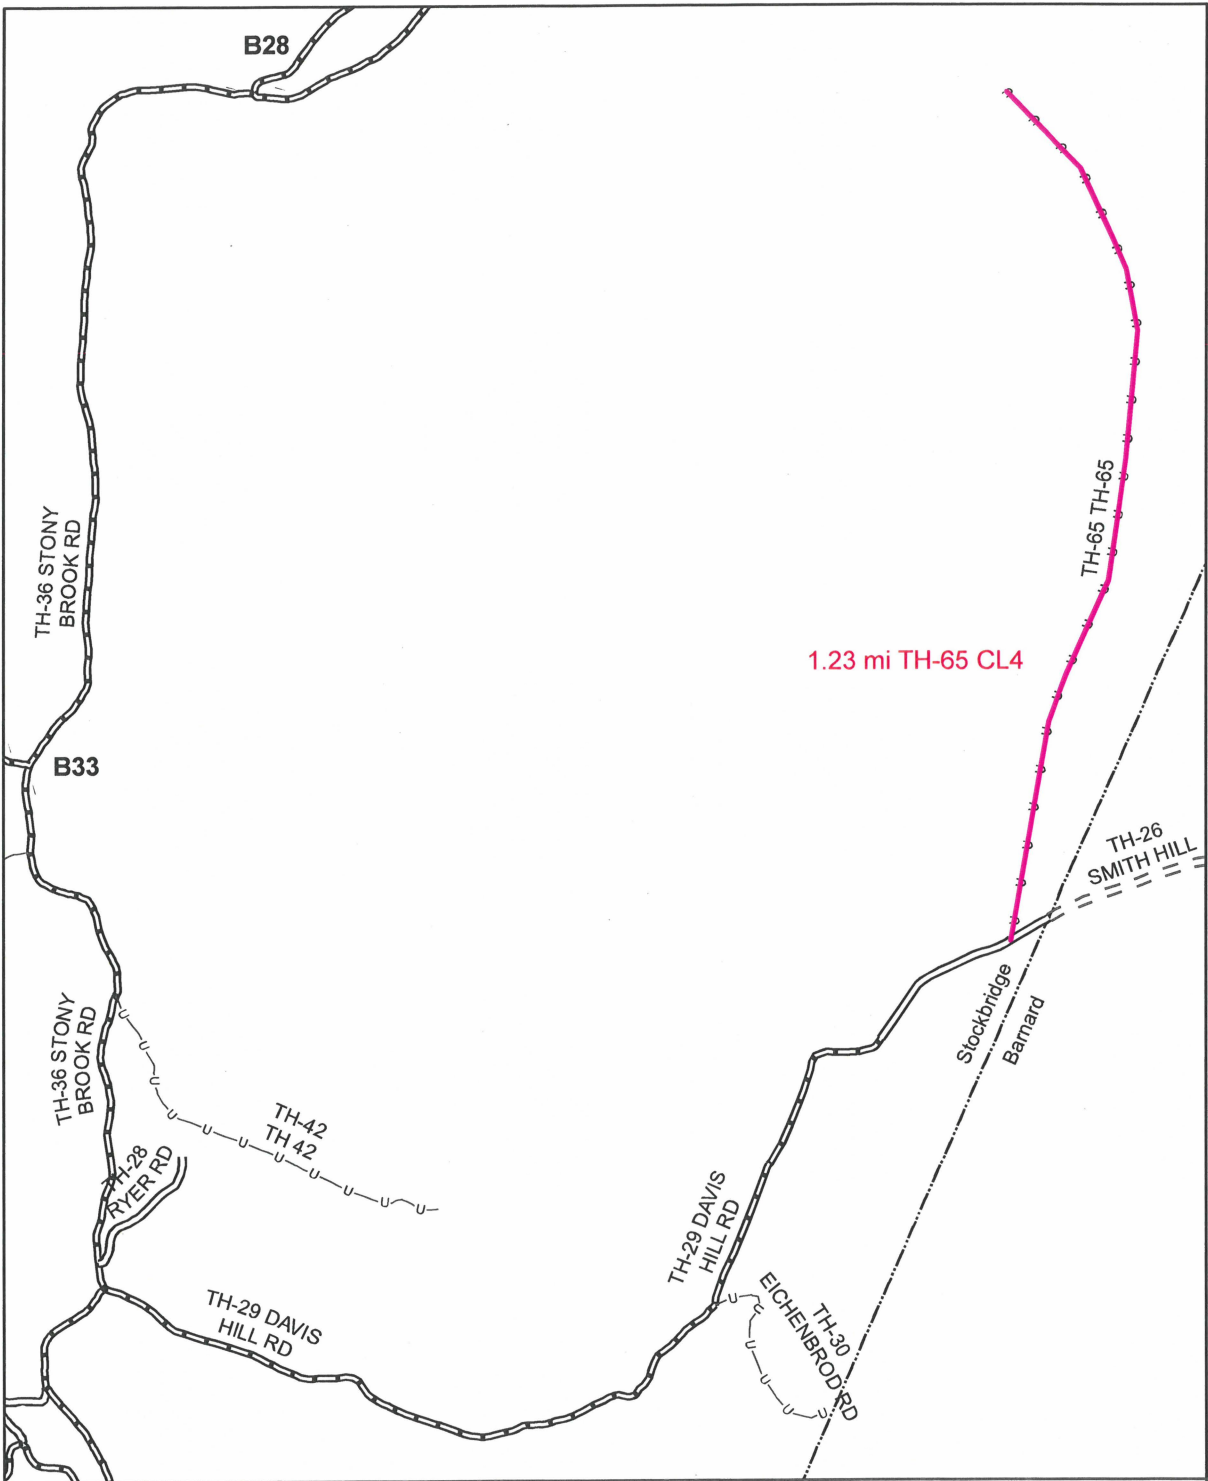 B28
TH-36 STONY
BROOK RD
TH-65 TH-65
1.23 mi TH-65 CL4
B33
TH-26
SMITH HILL
Stockbridge
Barnard
TH-36 STONY
BROOK RD
TH-42
TH 42
TH-28
RYER RD
TH-29 DAVIS
HILL RD
TH-29 DAVIS
HILL RD
TH-30
EICHENBROD RD